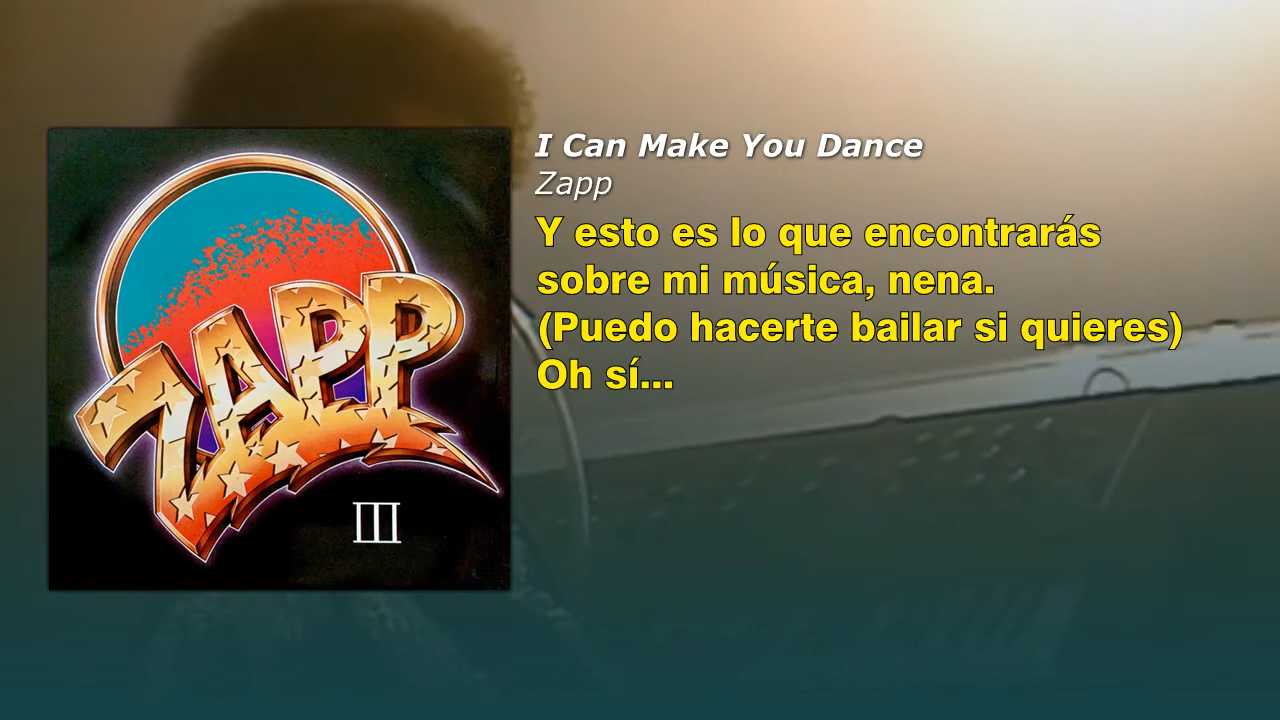 I Can Make You Dance
Zapp
Y esto es lo que encontrarás
sobre mi música, nena.
(Puedo hacerte bailar si quieres)
Oh sí...
ZAPP
III